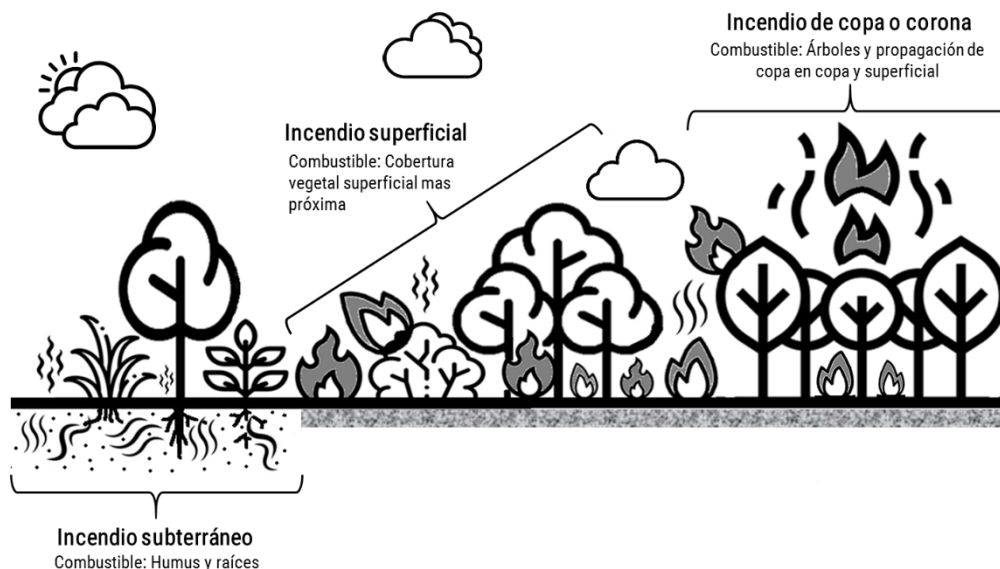 Incendio de copa o corona
Combustible: Árboles y propagación de
copa en copa y superficial
Incendio superficial
Combustible: Cobertura
vegetal superficial mas
próxima
Incendio subterráneo
Combustible: Humus y raíces